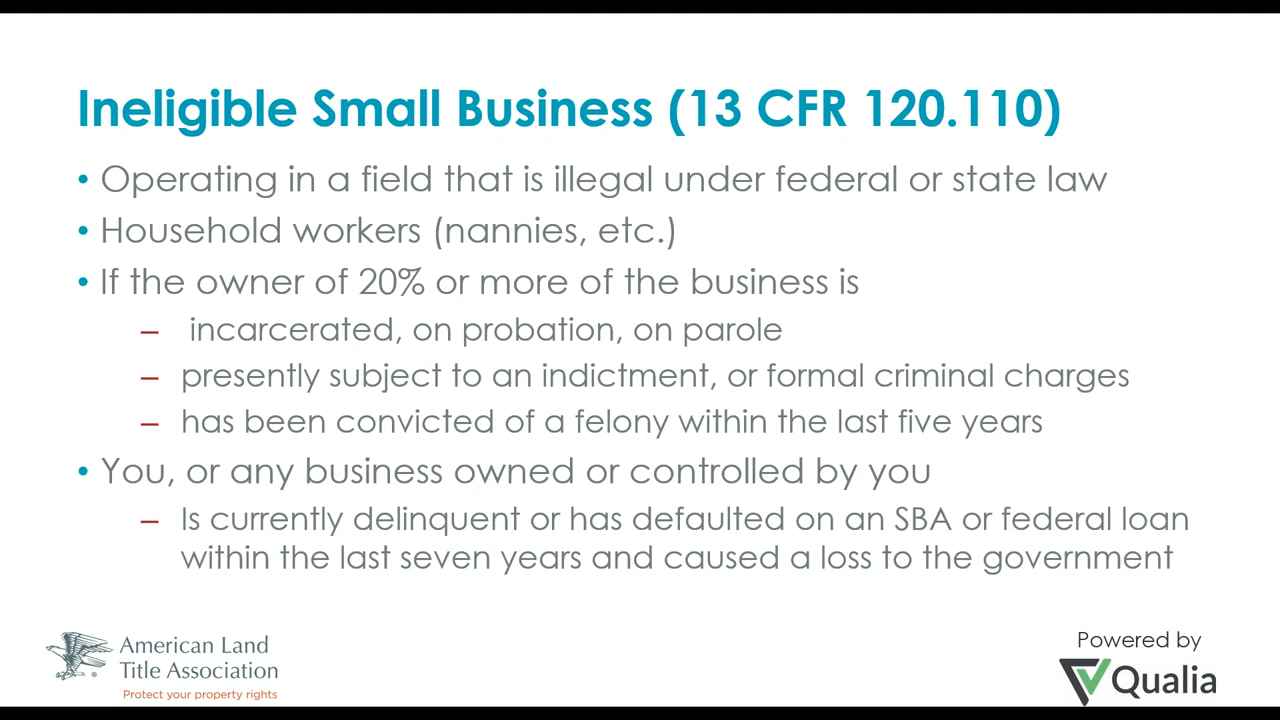 Ineligible Small Business (13 CFR 120.110)
• Operating in a field that is illegal under federal or state law
• Household workers (nannies, etc.)
• If the owner of 20% or more of the business is
– incarcerated, on probation, on parole
– presently subject to an indictment, or formal criminal charges
– has been convicted of a felony within the last five years
• You, or any business owned or controlled by you
– Is currently delinquent or has defaulted on an SBA or federal loan
within the last seven years and caused a loss to the government
American Land
Title Association
®
Protect your property rights
Powered by
Qualia